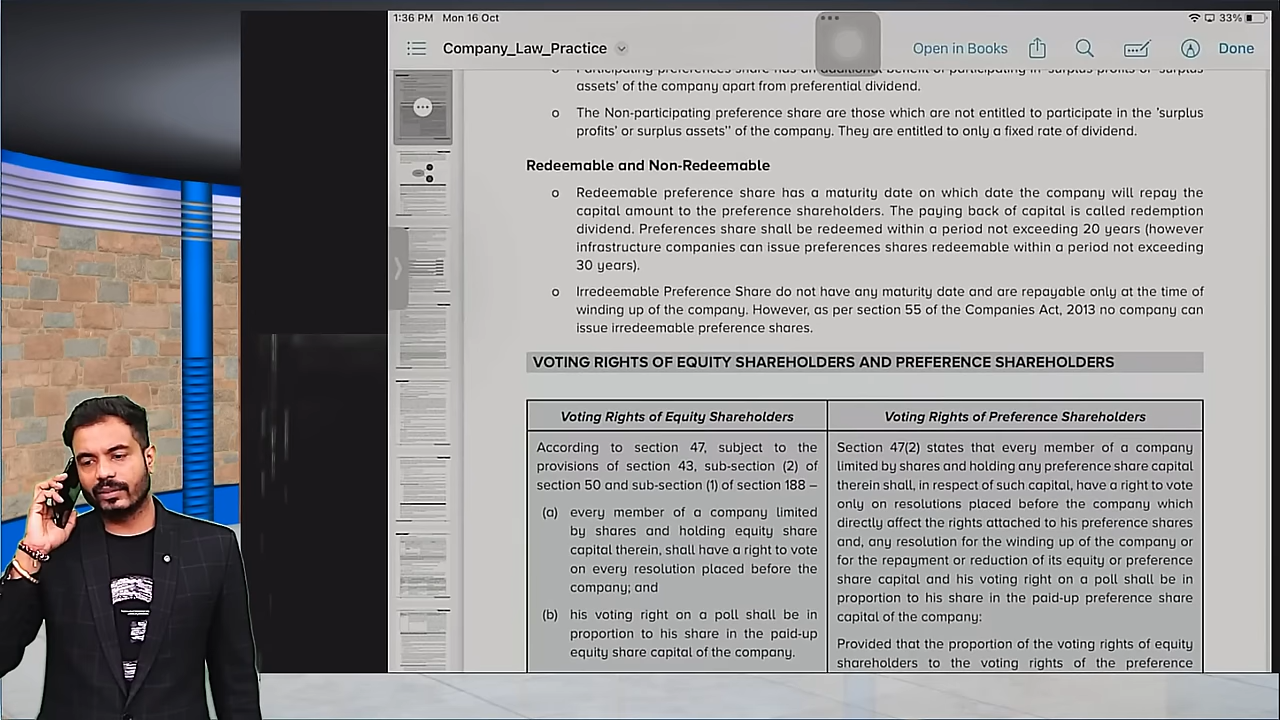 1:36 PM Mon 16 Oct
33%
Company_Law_Practice
Open in Books
Done
Participating preferences share has an additional benefit of participating in 'surplus
assets' of the company apart from preferential dividend.
o The Non-participating preference share are those which are not entitled to participate in the 'surplus
profits' or surplus assets'' of the company. They are entitled to only a fixed rate of dividend.
Redeemable and Non-Redeemable
o Redeemable preference share has a maturity date on which date the company will repay the
capital amount to the preference shareholders. The paying back of capital is called redemption
dividend. Preferences share shall be redeemed within a period not exceeding 20 years (however
infrastructure companies can issue preferences shares redeemable within a period not exceeding
30 years).
o Irredeemable Preference Share do not have any maturity date and are repayable only at the time of
winding up of the company. However, as per section 55 of the Companies Act, 2013 no company can
issue irredeemable preference shares.
VOTING RIGHTS OF EQUITY SHAREHOLDERS AND PREFERENCE SHAREHOLDERS
Voting Rights of Equity Shareholders
According to section 47, subject to the
provisions of section 43, sub-section (2) of
section 50 and sub-section (1) of section 188 –
(a) every member of a company limited
by shares and holding equity share
capital therein, shall have a right to vote
on every resolution placed before the
company; and
(b) his voting right on a poll shall be in
proportion to his share in the paid-up
equity share capital of the company.
Voting Rights of Preference Shareholders
Section 47(2) states that every member of a company
limited by shares and holding any preference share capital
therein shall, in respect of such capital, have a right to vote
only on resolutions placed before the company which
directly affect the rights attached to his preference shares
and, any resolution for the winding up of the company or
for the repayment or reduction of its equity or preference
share capital and his voting right on a poll shall be in
proportion to his share in the paid-up preference share
capital of the company:
Provided that the proportion of the voting rights of equity
shareholders to the voting rights of the preference